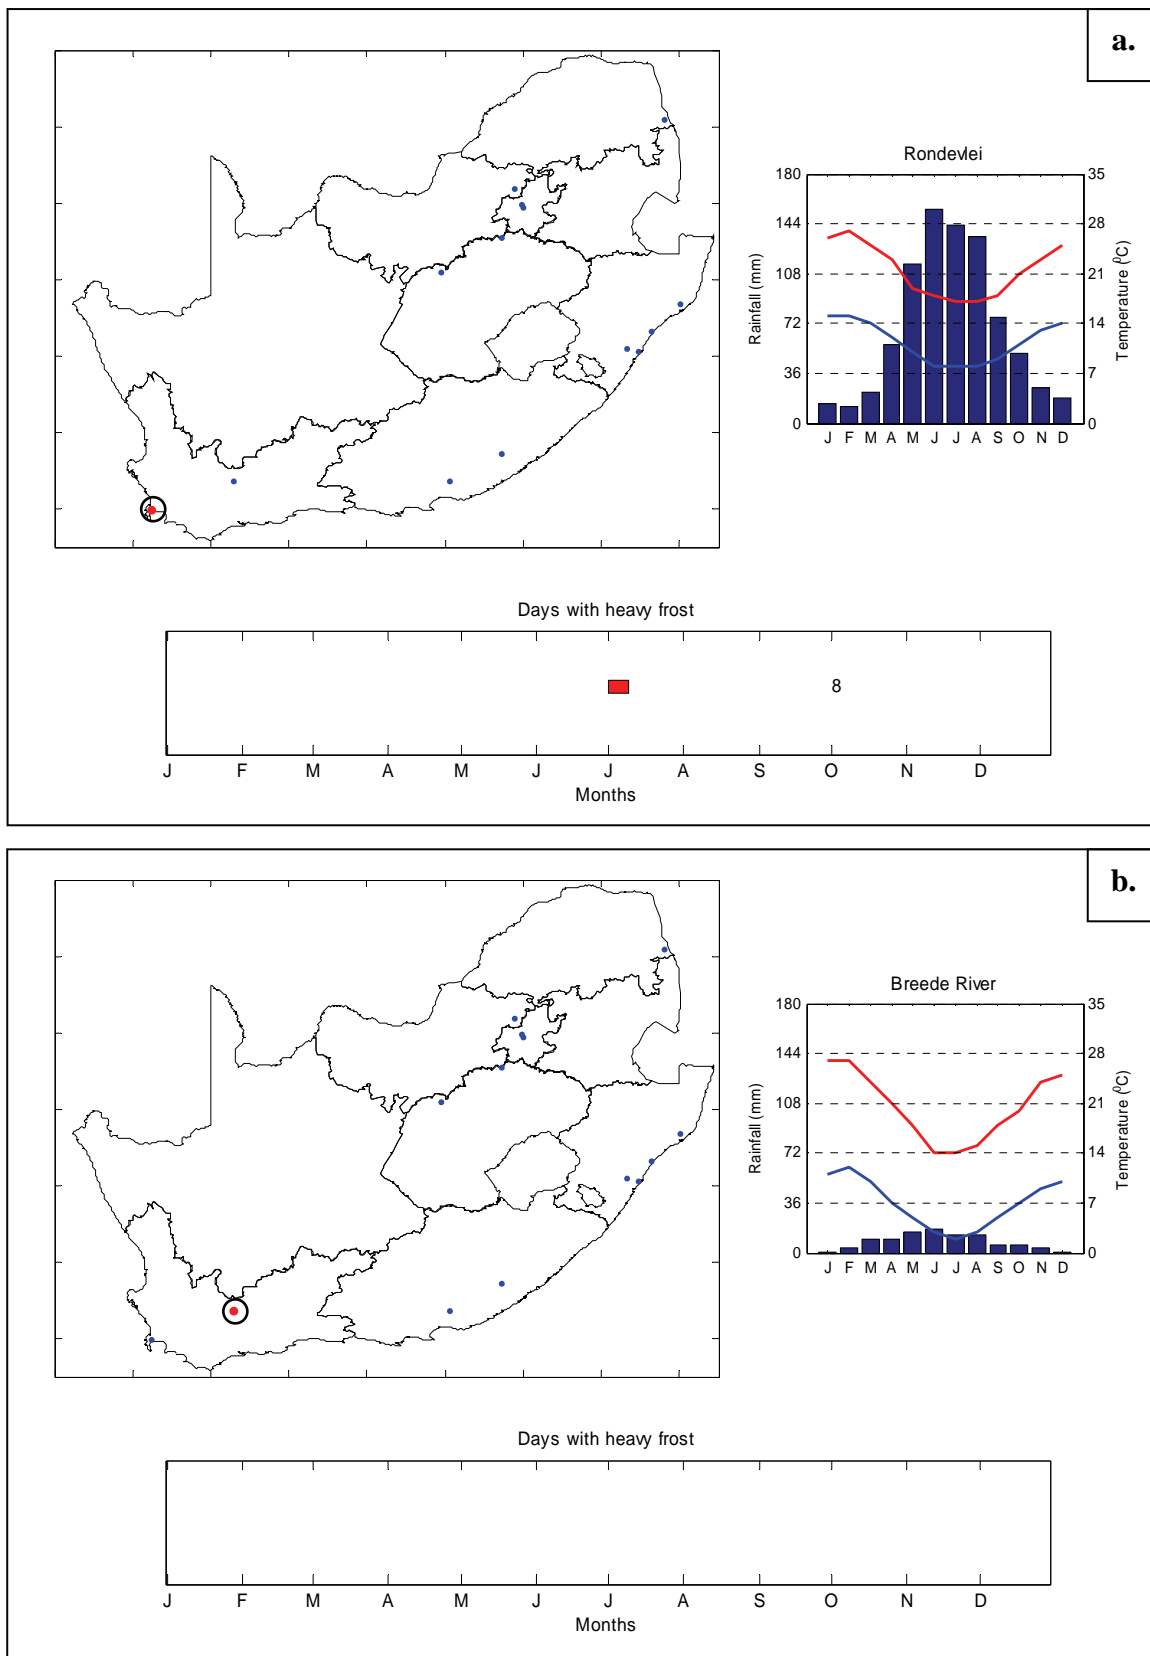 a.
Rondevlei
180
144
108
72
36
0
Rainfall (mm)
35
28
21
14
7
0
Temperature (⁰C)
J F M A M J J A S O N D
Days with heavy frost
8
J F M A M J J A S O N D
Months
b.
Breede River
180
144
108
72
36
0
Rainfall (mm)
35
28
21
14
7
0
Temperature (⁰C)
J F M A M J J A S O N D
Days with heavy frost
J F M A M J J A S O N D
Months